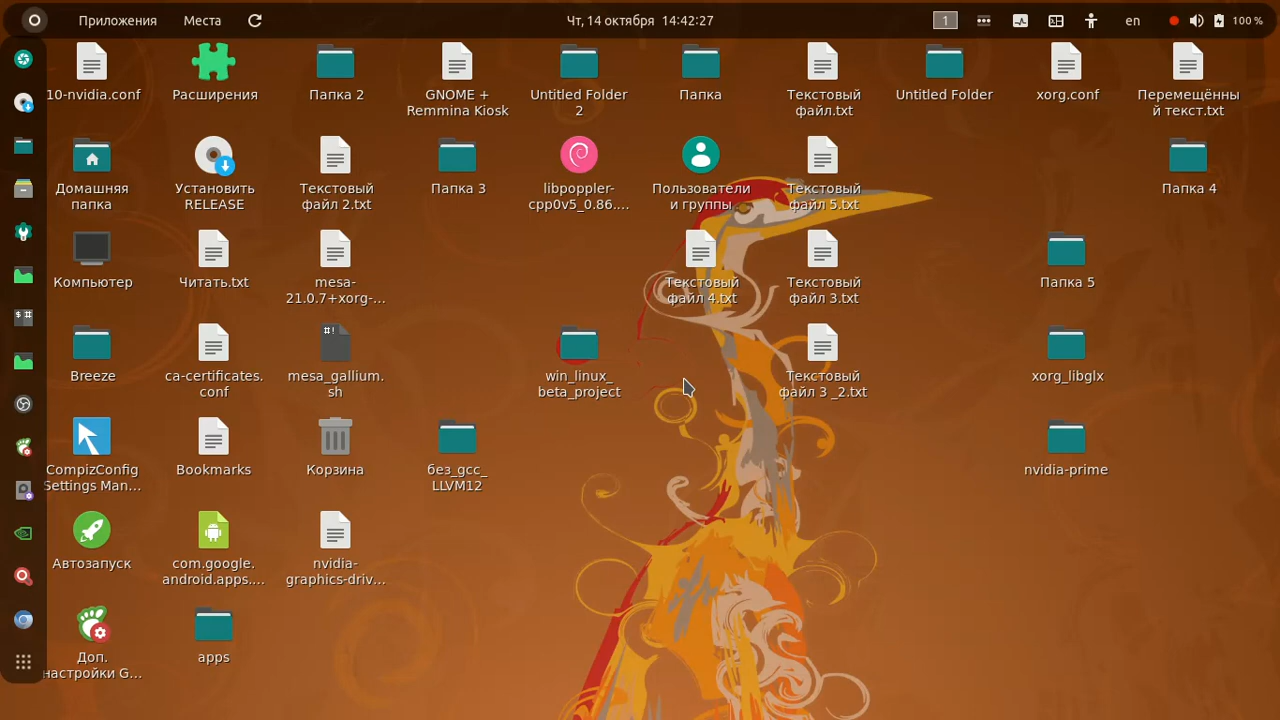 Приложения
Места
Чт, 14 октября 14:42:27
1
en
100 %
10-nvidia.conf
Расширения
Папка 2
GNOME +
Remmina Kiosk
Untitled Folder
2
Папка
Текстовый
файл.txt
Untitled Folder
xorg.conf
Перемещённы
й текст.txt
Домашняя
папка
Установить
RELEASE
Текстовый
файл 2.txt
Папка 3
libpoppler-
cpp0v5_0.86....
Пользователи
и группы
Текстовый
файл 5.txt
Папка 4
Компьютер
Читать.txt
mesa-
21.0.7+xorg-...
Текстовый
файл 4.txt
Текстовый
файл 3.txt
Папка 5
Breeze
ca-certificates.
conf
#!
mesa_gallium.
sh
win_linux_
beta_project
Текстовый
файл 3 _2.txt
xorg_libglx
CompizConfig
Settings Man...
Bookmarks
Корзина
без_gcc_
LLVM12
nvidia-prime
Автозапуск
com.google.
android.apps....
nvidia-
graphics-driv...
Доп.
настройки G...
apps